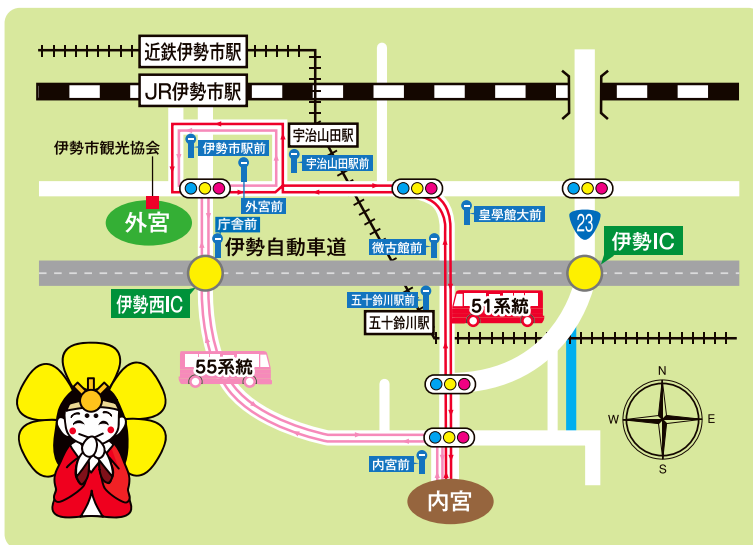 近鉄伊勢市駅
JR伊勢市駅
宇治山田駅
伊勢市観光協会
伊勢市駅前
宇治山田駅前
外宮
外宮前
皇學館大前
庁舎前
23
伊勢自動車道
微古館前
伊勢IC
伊勢西IC
五十鈴川駅前
51系統
五十鈴川駅
55系統
内宮前
内宮
N
W
E
S